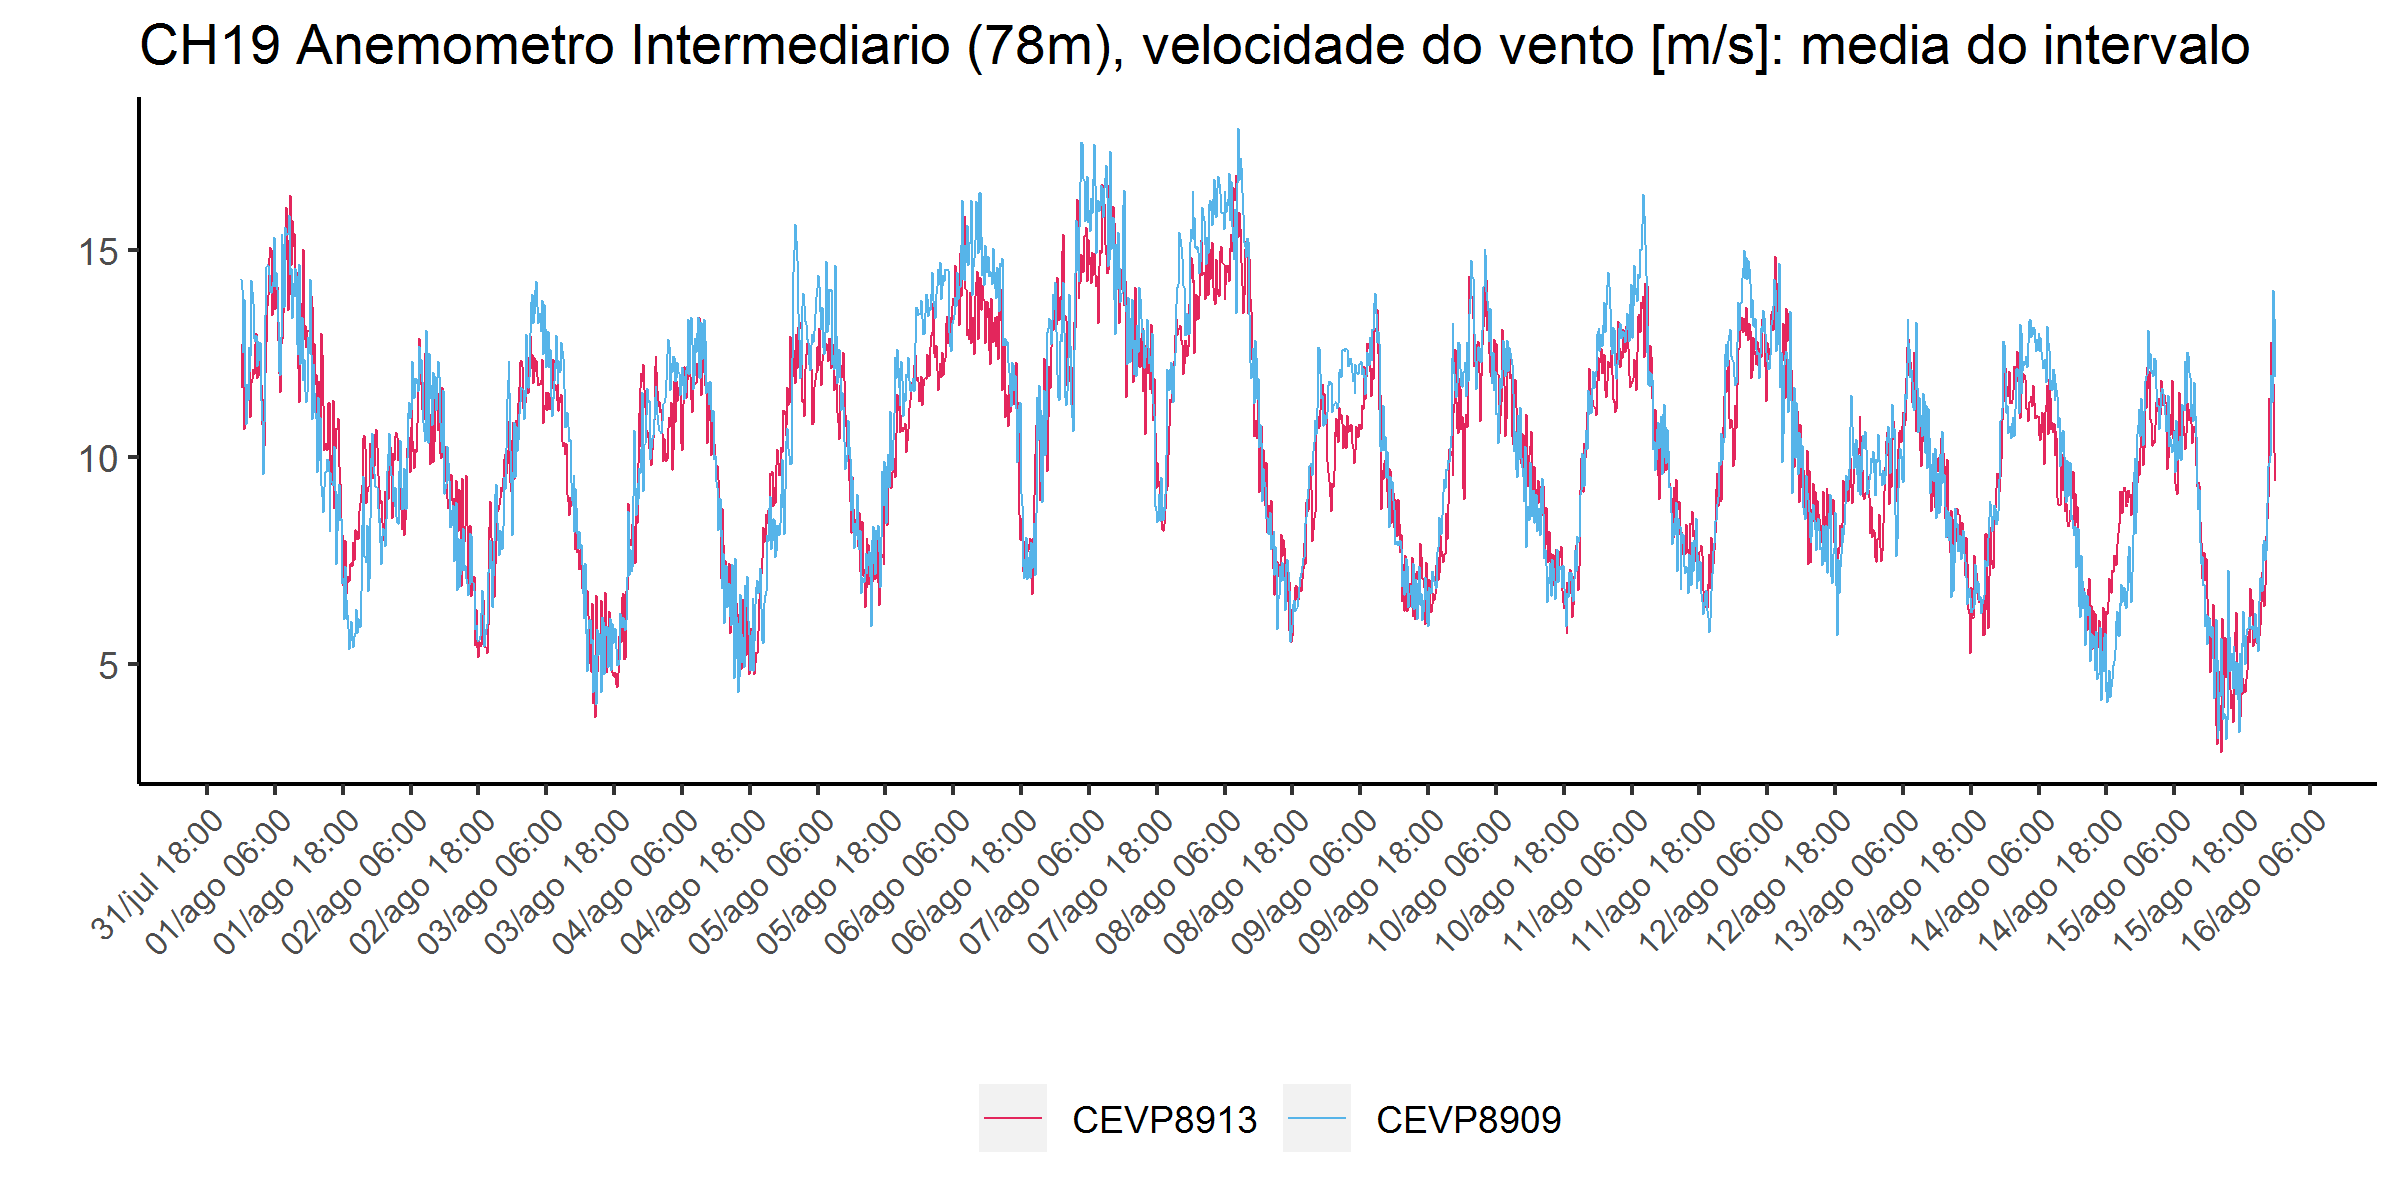 CH19 Anemometro Intermediario (78m), velocidade do vento [m/s]: media do intervalo
15
10
5
31/jul 18:00
01/ago 06:00
01/ago 18:00
02/ago 06:00
02/ago 18:00
03/ago 06:00
03/ago 18:00
04/ago 06:00
04/ago 18:00
05/ago 06:00
05/ago 18:00
06/ago 06:00
06/ago 18:00
07/ago 06:00
07/ago 18:00
08/ago 06:00
08/ago 18:00
09/ago 06:00
09/ago 18:00
10/ago 06:00
10/ago 18:00
11/ago 06:00
11/ago 18:00
12/ago 06:00
12/ago 18:00
13/ago 06:00
13/ago 18:00
14/ago 06:00
14/ago 18:00
15/ago 06:00
15/ago 18:00
16/ago 06:00
CEVP8913
CEVP8909